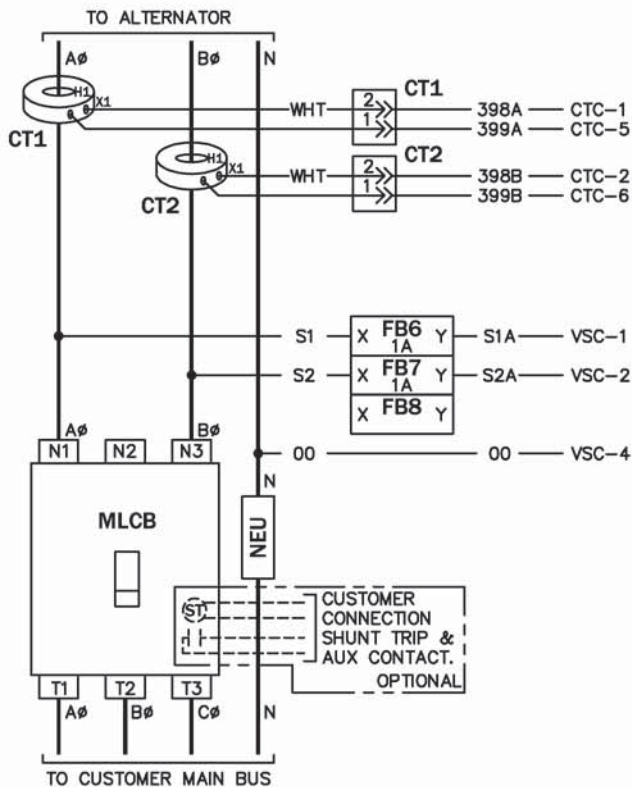 TO ALTERNATOR
AØ BØ N
H1 X1 CT1
CT1 WHT 2 398A CTC-1
1 399A CTC-5
H1 X1 CT2
CT2 WHT 2 398B CTC-2
1 399B CTC-6
S1 X FB6 Y S1A VSC-1
1A
S2 X FB7 Y S2A VSC-2
1A
X FB8 Y
AØ BØ
N1 N2 N3 00 00 VSC-4
N
MLCB
NEU
ST CUSTOMER
CONNECTION
SHUNT TRIP &
AUX CONTACT.
OPTIONAL
T1 T2 T3
AØ BØ CØ N
TO CUSTOMER MAIN BUS